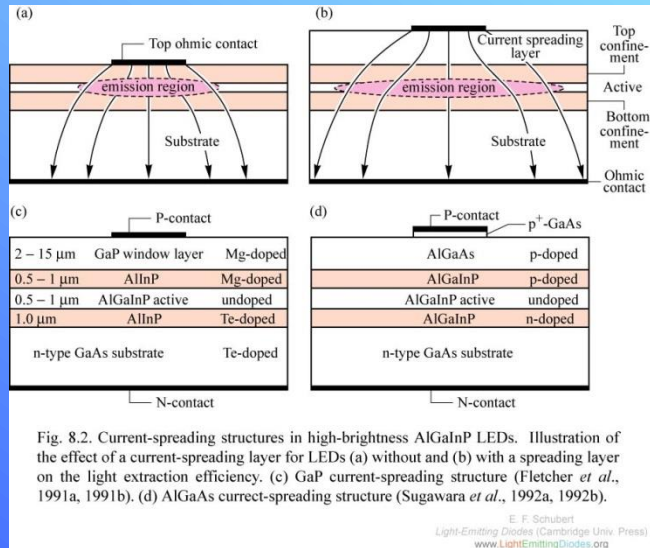 (a)
Top ohmic contact
emission region
Substrate
(b)
Current spreading
layer
emission region
Substrate
Top
confine-
ment
Active
Bottom
confine-
ment
Ohmic
contact
(c)
P-contact
2 – 15 μm GaP window layer Mg-doped
0.5 – 1 μm AlInP Mg-doped
0.5 – 1 μm AlGaInP active undoped
1.0 μm AlInP Te-doped
n-type GaAs substrate Te-doped
N-contact
(d)
P-contact
p⁺-GaAs
AlGaAs p-doped
AlGaInP p-doped
AlGaInP active undoped
AlGaInP n-doped
n-type GaAs substrate
N-contact
Fig. 8.2. Current-spreading structures in high-brightness AlGaInP LEDs. Illustration of
the effect of a current-spreading layer for LEDs (a) without and (b) with a spreading layer
on the light extraction efficiency. (c) GaP current-spreading structure (Fletcher et al.,
1991a, 1991b). (d) AlGaAs currect-spreading structure (Sugawara et al., 1992a, 1992b).
E. F. Schubert
Light-Emitting Diodes (Cambridge Univ. Press)
www.LightEmittingDiodes.org